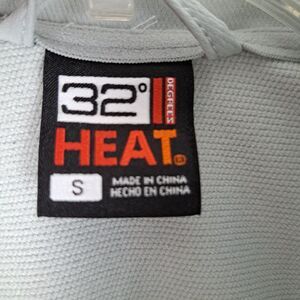 32°
DEGREES
HEAT.
S
MADE IN CHINA
HECHO EN CHINA